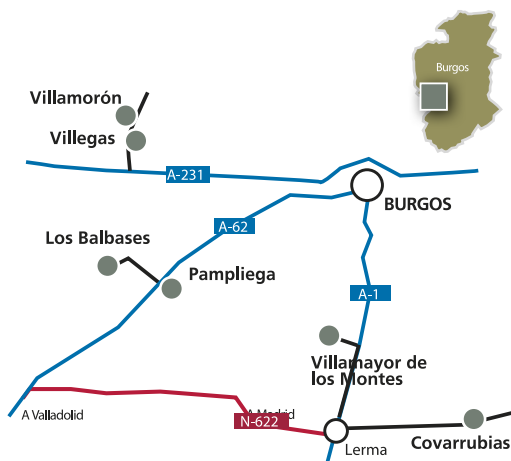 Burgos
Villamorón
Villegas
A-231
BURGOS
A-62
Los Balbases
Pampliega
A-1
Villamayor de
los Montes
A Valladolid
A Madrid
N-622
Lerma
Covarrubias